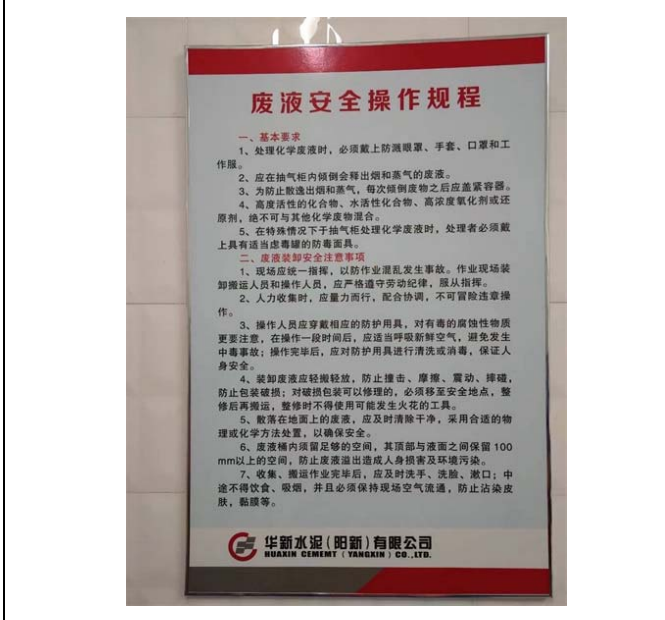 废液安全操作规程
一、基本要求
1、处理化学废液时，必须戴上防溅眼罩、手套、口罩和工
作服。
2、应在抽气柜内倾倒会释出烟和蒸气的废液。
3、为防止散逸出烟和蒸气，每次倾倒废物之后应盖紧容器。
4、高度活性的化合物、水活性化合物、高浓度氧化剂或还
原剂，绝不可与其他化学废物混合。
5、在特殊情况下于抽气柜处理化学废液时，处理者必须戴
上具有适当虑毒罐的防毒面具。
二、废液装卸安全注意事项
1、现场应统一指挥，以防作业混乱发生事故。作业现场装
卸搬运人员和操作人员，应严格遵守劳动纪律，服从指挥。
2、人力收集时，应量力而行，配合协调，不可冒险违章操
作。
3、操作人员应穿戴相应的防护用具，对有毒的腐蚀性物质
更要注意，在操作一段时间后，应适当呼吸新鲜空气，避免发生
中毒事故；操作完毕后，应对防护用具进行清洗或消毒，保证人
身安全。
4、装卸废液应轻搬轻放，防止撞击、摩擦、震动、摔碰，
防止包装破损；对破损包装可以修理的，必须移至安全地点，整
修后再搬运，整修时不得使用可能发生火花的工具。
5、散落在地面上的废液，应及时清除干净，采用合适的物
理或化学方法处置，以确保安全。
6、废液桶内须留足够的空间，其顶部与液面之间保留 100
mm以上的空间，防止废液溢出造成人身损害及环境污染。
7、收集、搬运作业完毕后，应及时洗手、洗脸、漱口；中
途不得饮食、吸烟，并且必须保持现场空气流通，防止沾染皮
肤，黏膜等。
华新水泥（阳新）有限公司
HUAXIN CEMEMT ( YANGXIN ) CO.,LTD.